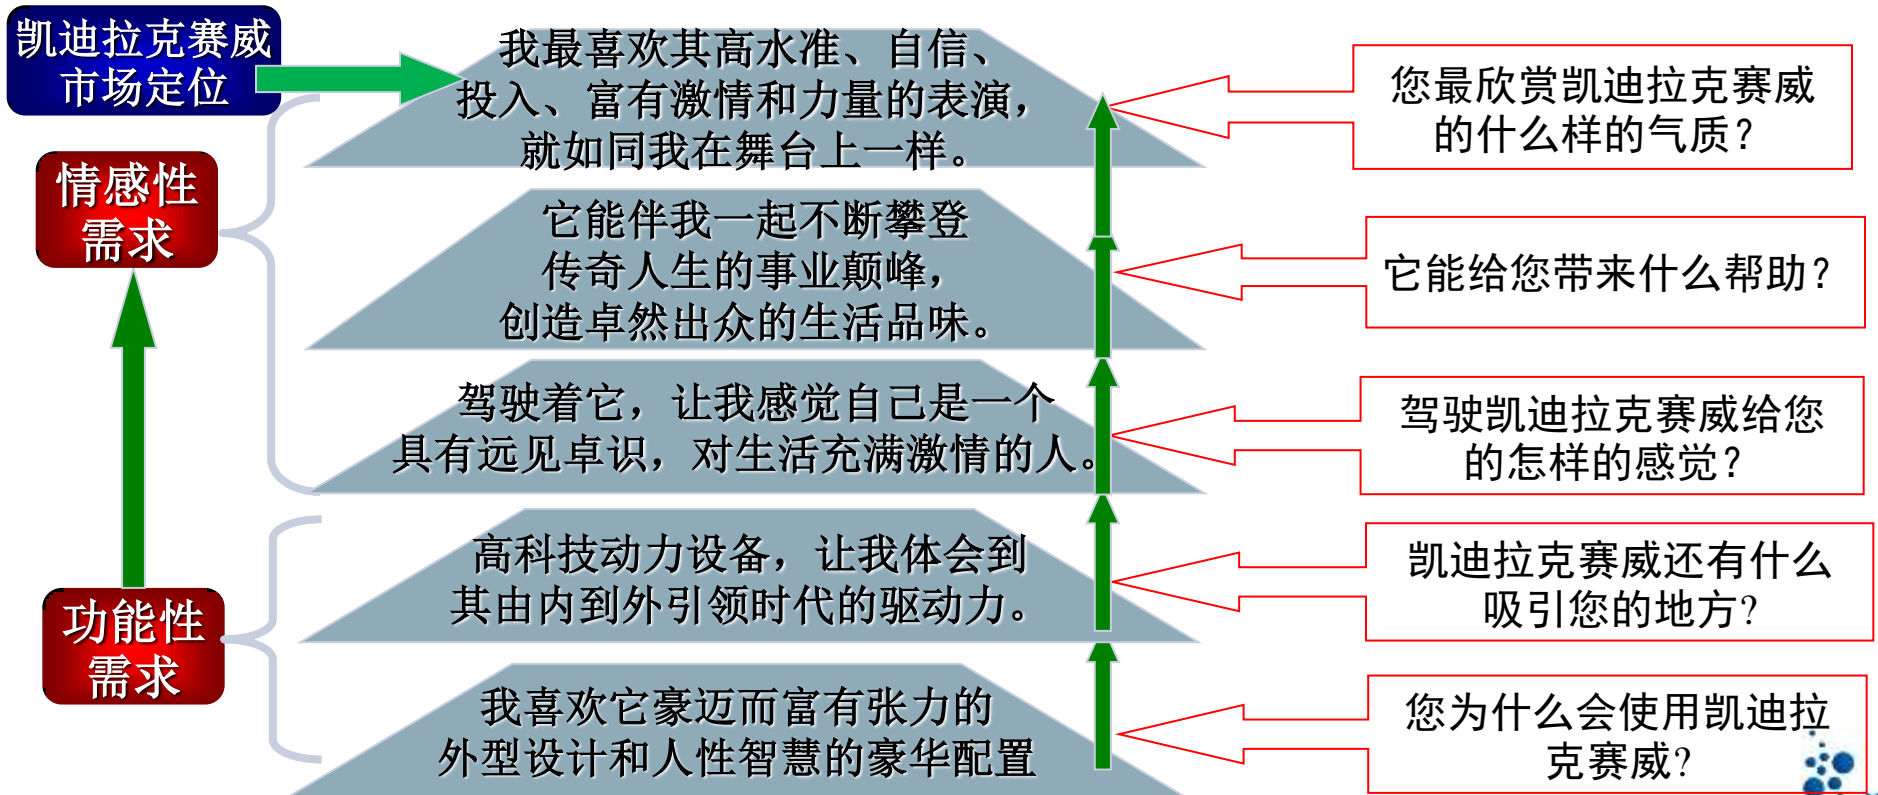 凯迪拉克赛威
市场定位
我最喜欢其高水准、自信、
投入、富有激情和力量的表演，
就如同我在舞台上一样。
您最欣赏凯迪拉克赛威
的什么样的气质？
情感性
需求
它能伴我一起不断攀登
传奇人生的事业颠峰，
创造卓然出众的生活品味。
它能给您带来什么帮助？
驾驶着它，让我感觉自己是一个
具有远见卓识，对生活充满激情的人。
驾驶凯迪拉克赛威给您
的怎样的感觉？
高科技动力设备，让我体会到
其由内到外引领时代的驱动力。
凯迪拉克赛威还有什么
吸引您的地方?
功能性
需求
我喜欢它豪迈而富有张力的
外型设计和人性智慧的豪华配置
您为什么会使用凯迪拉
克赛威?